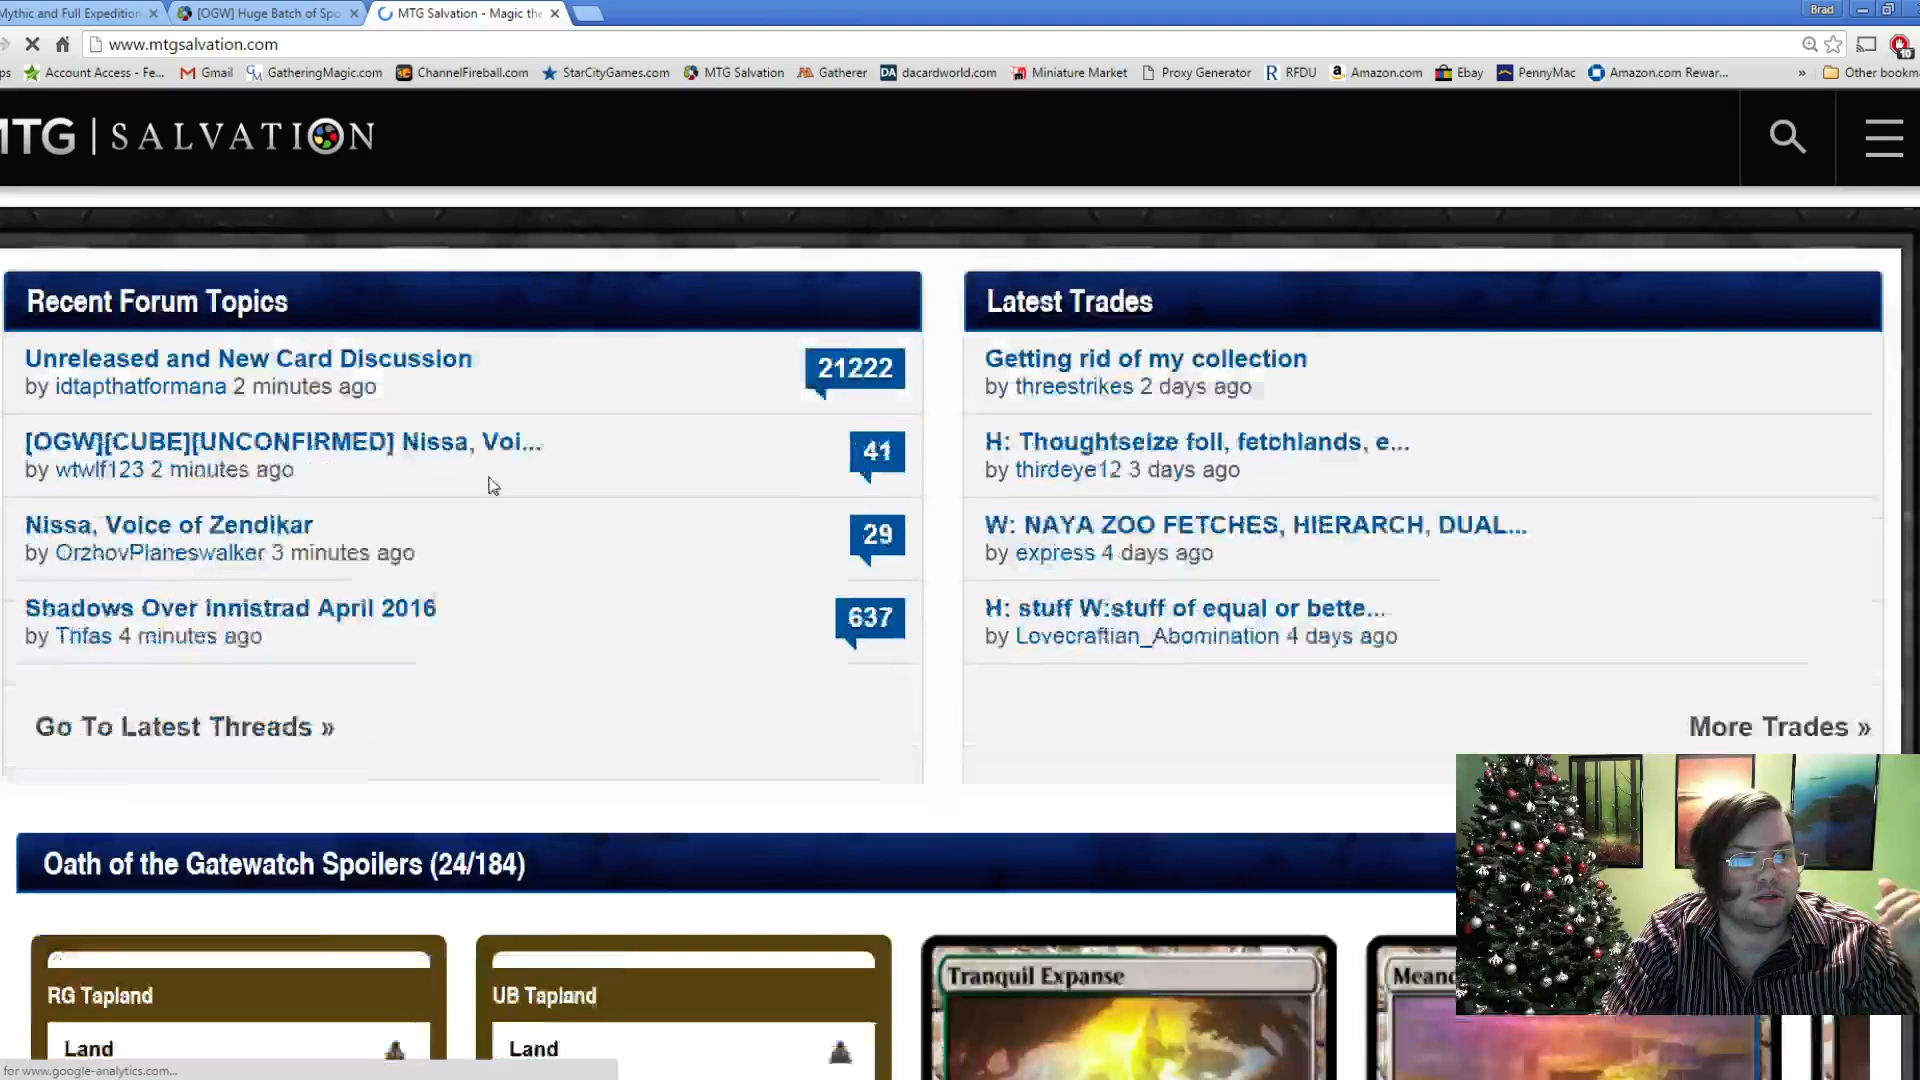 Mythic and Full Expedition
[OGW] Huge Batch of Spo
MTG Salvation - Magic the
Brad
www.mtgsalvation.com
ps
Account Access - Fe...
Gmail
GatheringMagic.com
ChannelFireball.com
StarCityGames.com
MTG Salvation
Gatherer
dacardworld.com
Miniature Market
Proxy Generator
RFDU
Amazon.com
Ebay
PennyMac
Amazon.com Rewar...
»
Other bookma
MTG | SALVATION
Recent Forum Topics
Unreleased and New Card Discussion
by idtapthatformana 2 minutes ago
21222
[OGW][CUBE][UNCONFIRMED] Nissa, Voi...
by wtwlf123 2 minutes ago
41
Nissa, Voice of Zendikar
by OrzhovPlaneswalker 3 minutes ago
29
Shadows Over Innistrad April 2016
by Trifas 4 minutes ago
637
Go To Latest Threads »
Latest Trades
Getting rid of my collection
by threestrikes 2 days ago
H: Thoughtseize foil, fetchlands, e...
by thirdeye12 3 days ago
W: NAYA ZOO FETCHES, HIERARCH, DUAL...
by express 4 days ago
H: stuff W:stuff of equal or bette...
by Lovecraftian_Abomination 4 days ago
More Trades »
Oath of the Gatewatch Spoilers (24/184)
RG Tapland
Land
UB Tapland
Land
Tranquil Expanse
Meand
for www.google-analytics.com...